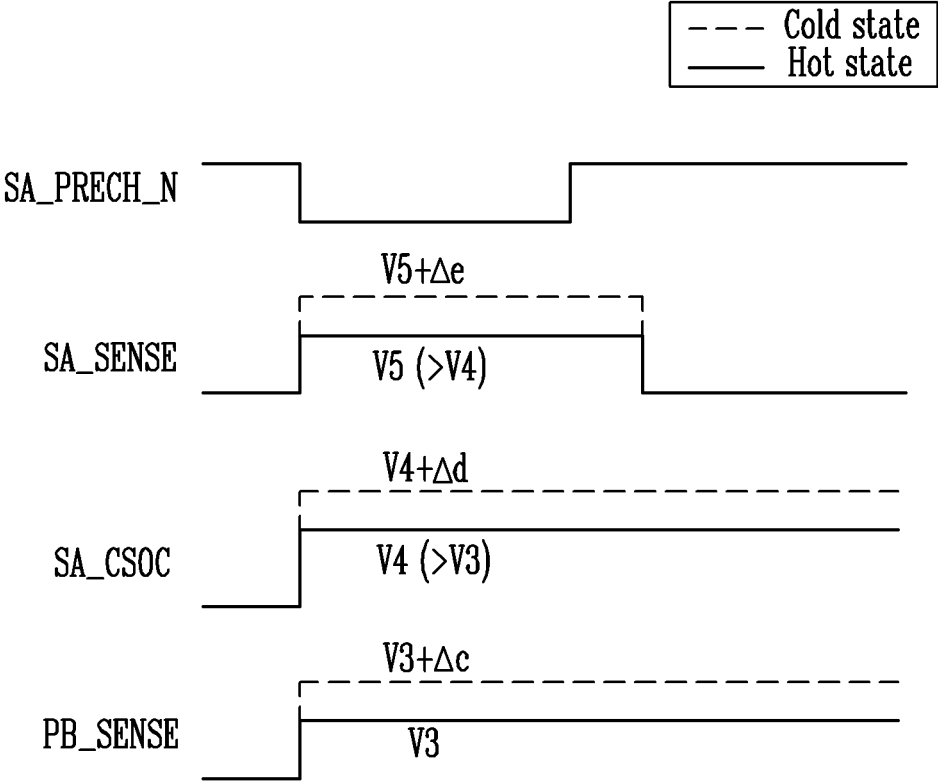 Cold state
Hot state
SA_PRECH_N
V5+Δe
SA_SENSE
V5 (>V4)
V4+Δd
SA_CSOC
V4 (>V3)
V3+Δc
PB_SENSE
V3